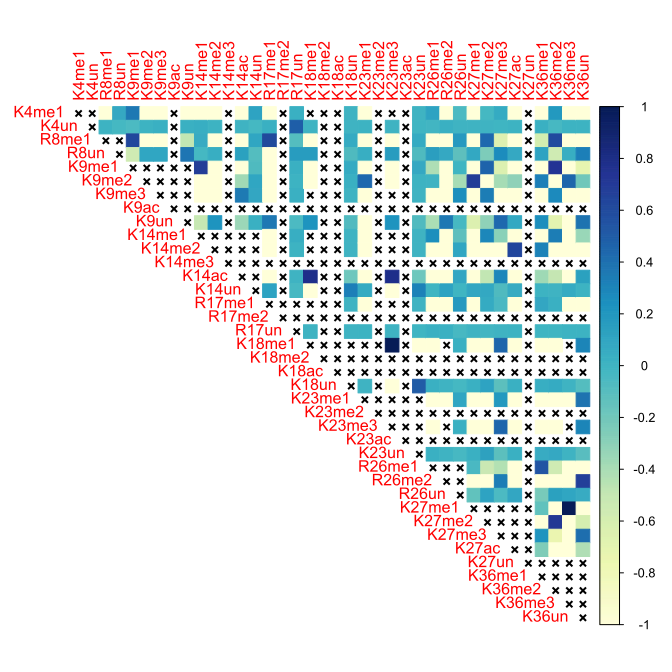 K4me1
K4un
R8me1
R8un
K9me1
K9me2
K9me3
K9ac
K9un
K14me1
K14me2
K14me3
K14ac
K14un
R17me1
R17me2
R17un
K18me1
K18me2
K18ac
K18un
K23me1
K23me2
K23me3
K23ac
K23un
R26me1
R26me2
R26un
K27me1
K27me2
K27me3
K27ac
K27un
K36me1
K36me2
K36me3
K36un
K4me1
K4un
R8me1
R8un
K9me1
K9me2
K9me3
K9ac
K9un
K14me1
K14me2
K14me3
K14ac
K14un
R17me1
R17me2
R17un
K18me1
K18me2
K18ac
K18un
K23me1
K23me2
K23me3
K23ac
K23un
R26me1
R26me2
R26un
K27me1
K27me2
K27me3
K27ac
K27un
K36me1
K36me2
K36me3
K36un
1
0.8
0.6
0.4
0.2
0
-0.2
-0.4
-0.6
-0.8
-1